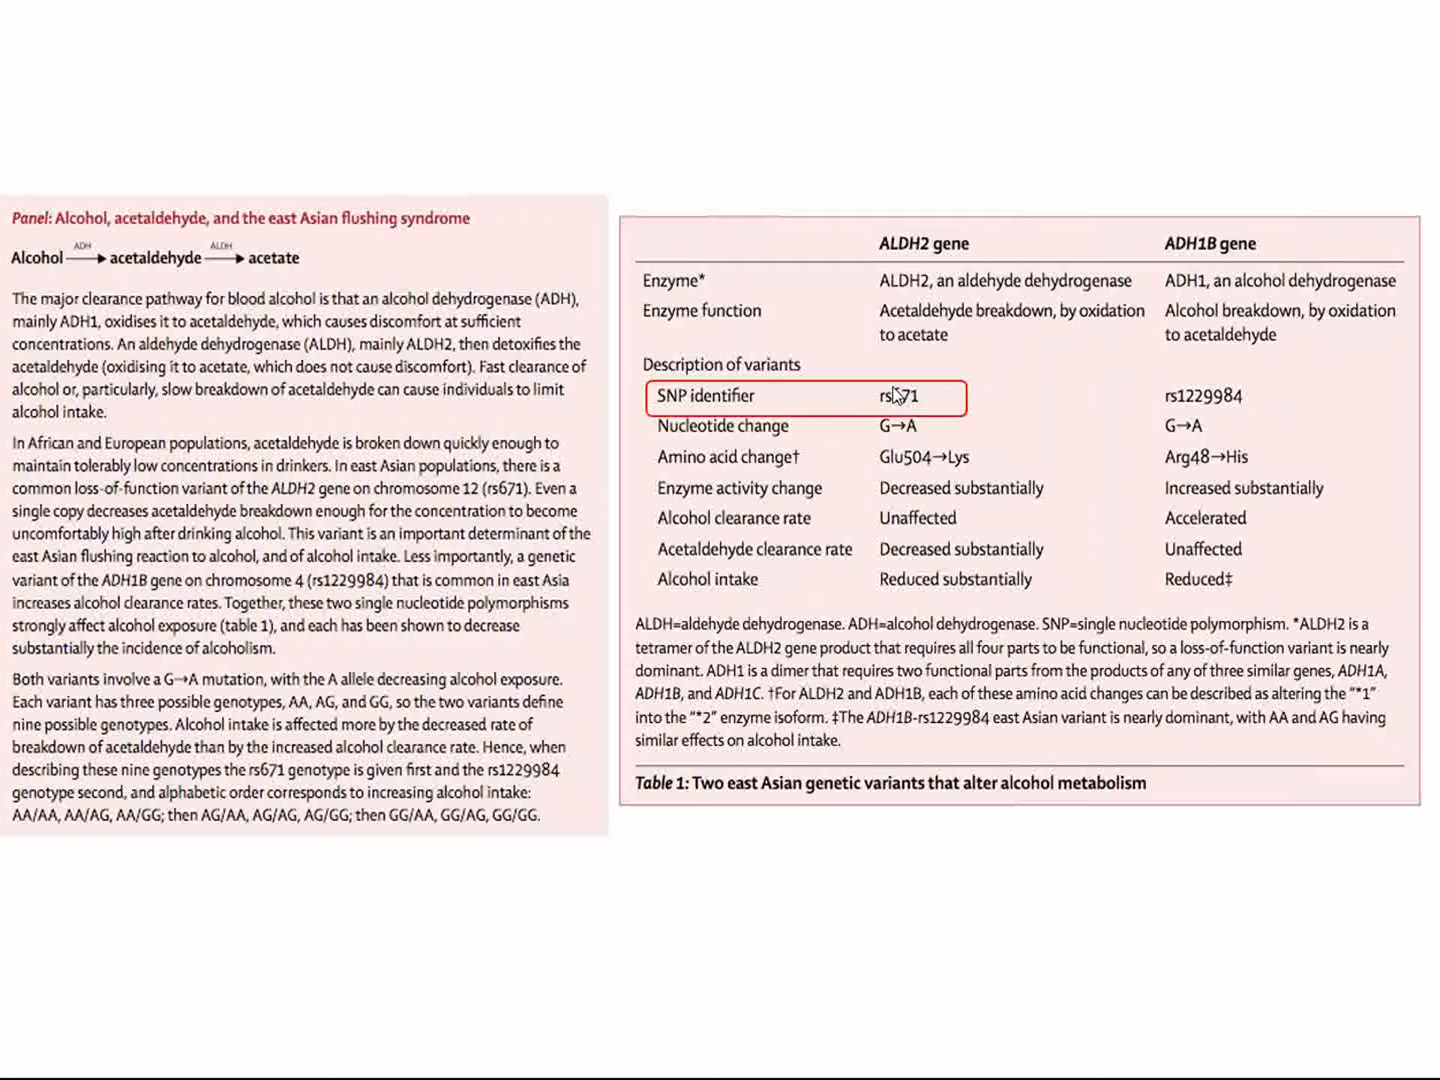 Panel: Alcohol, acetaldehyde, and the east Asian flushing syndrome
ADH ALDH
Alcohol → acetaldehyde → acetate
The major clearance pathway for blood alcohol is that an alcohol dehydrogenase (ADH),
mainly ADH1, oxidises it to acetaldehyde, which causes discomfort at sufficient
concentrations. An aldehyde dehydrogenase (ALDH), mainly ALDH2, then detoxifies the
acetaldehyde (oxidising it to acetate, which does not cause discomfort). Fast clearance of
alcohol or, particularly, slow breakdown of acetaldehyde can cause individuals to limit
alcohol intake.
In African and European populations, acetaldehyde is broken down quickly enough to
maintain tolerably low concentrations in drinkers. In east Asian populations, there is a
common loss-of-function variant of the ALDH2 gene on chromosome 12 (rs671). Even a
single copy decreases acetaldehyde breakdown enough for the concentration to become
uncomfortably high after drinking alcohol. This variant is an important determinant of the
east Asian flushing reaction to alcohol, and of alcohol intake. Less importantly, a genetic
variant of the ADH1B gene on chromosome 4 (rs1229984) that is common in east Asia
increases alcohol clearance rates. Together, these two single nucleotide polymorphisms
strongly affect alcohol exposure (table 1), and each has been shown to decrease
substantially the incidence of alcoholism.
Both variants involve a G→A mutation, with the A allele decreasing alcohol exposure.
Each variant has three possible genotypes, AA, AG, and GG, so the two variants define
nine possible genotypes. Alcohol intake is affected more by the decreased rate of
breakdown of acetaldehyde than by the increased alcohol clearance rate. Hence, when
describing these nine genotypes the rs671 genotype is given first and the rs1229984
genotype second, and alphabetic order corresponds to increasing alcohol intake:
AA/AA, AA/AG, AA/GG; then AG/AA, AG/AG, AG/GG; then GG/AA, GG/AG, GG/GG.
ALDH2 gene ADH1B gene
Enzyme* ALDH2, an aldehyde dehydrogenase ADH1, an alcohol dehydrogenase
Enzyme function Acetaldehyde breakdown, by oxidation Alcohol breakdown, by oxidation
to acetate to acetaldehyde
Description of variants
SNP identifier rs671 rs1229984
Nucleotide change G→A G→A
Amino acid change† Glu504→Lys Arg48→His
Enzyme activity change Decreased substantially Increased substantially
Alcohol clearance rate Unaffected Accelerated
Acetaldehyde clearance rate Decreased substantially Unaffected
Alcohol intake Reduced substantially Reduced‡
ALDH=aldehyde dehydrogenase. ADH=alcohol dehydrogenase. SNP=single nucleotide polymorphism. *ALDH2 is a
tetramer of the ALDH2 gene product that requires all four parts to be functional, so a loss-of-function variant is nearly
dominant. ADH1 is a dimer that requires two functional parts from the products of any of three similar genes, ADH1A,
ADH1B, and ADH1C. †For ALDH2 and ADH1B, each of these amino acid changes can be described as altering the "*1"
into the "*2" enzyme isoform. ‡The ADH1B-rs1229984 east Asian variant is nearly dominant, with AA and AG having
similar effects on alcohol intake.
Table 1: Two east Asian genetic variants that alter alcohol metabolism